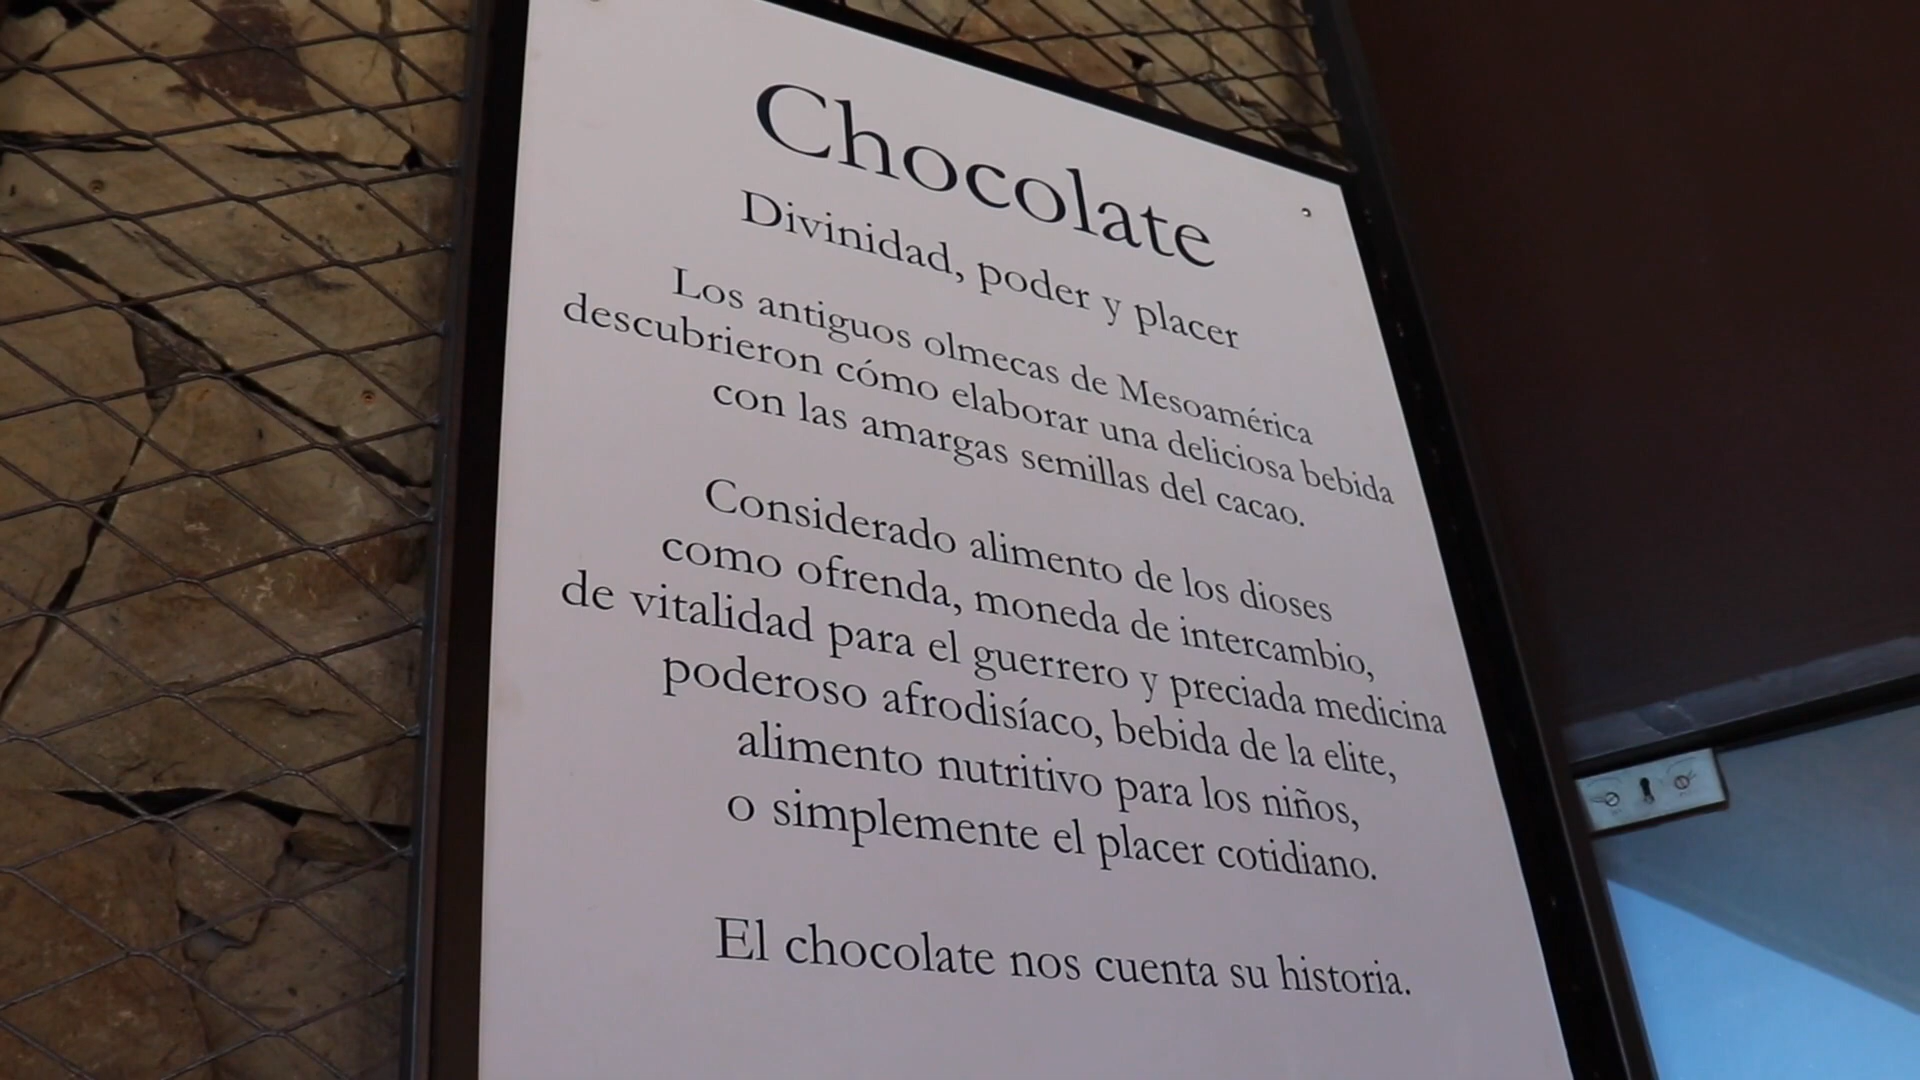 Chocolate
Divinidad, poder y placer
Los antiguos olmecas de Mesoamérica
descubrieron cómo elaborar una deliciosa bebida
con las amargas semillas del cacao.
Considerado alimento de los dioses
como ofrenda, moneda de intercambio,
de vitalidad para el guerrero y preciada medicina
poderoso afrodisíaco, bebida de la elite,
alimento nutritivo para los niños,
o simplemente el placer cotidiano.
El chocolate nos cuenta su historia.